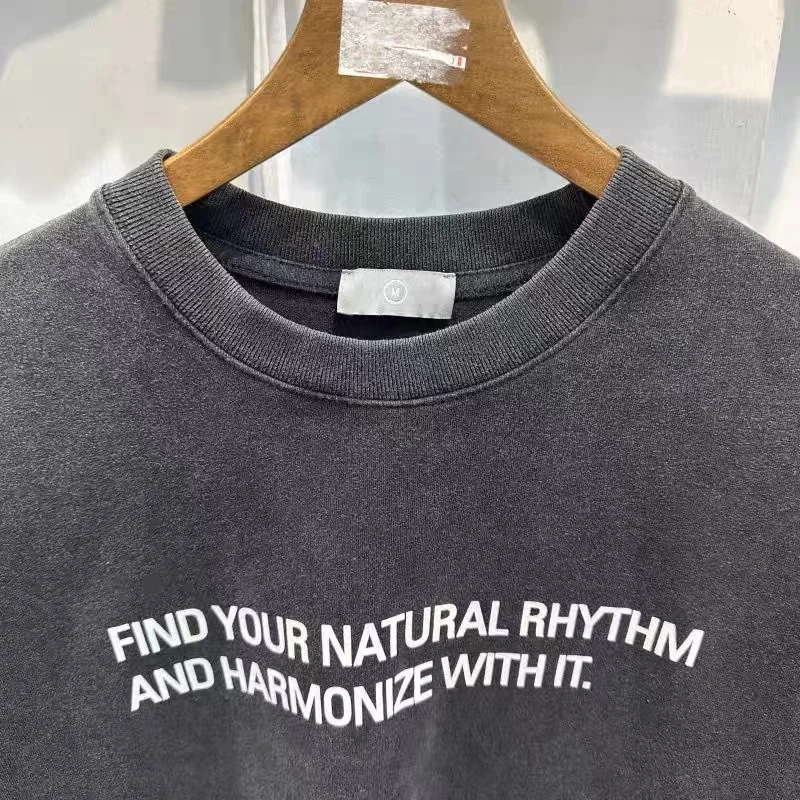 M
FIND YOUR NATURAL RHYTHM
AND HARMONIZE WITH IT.